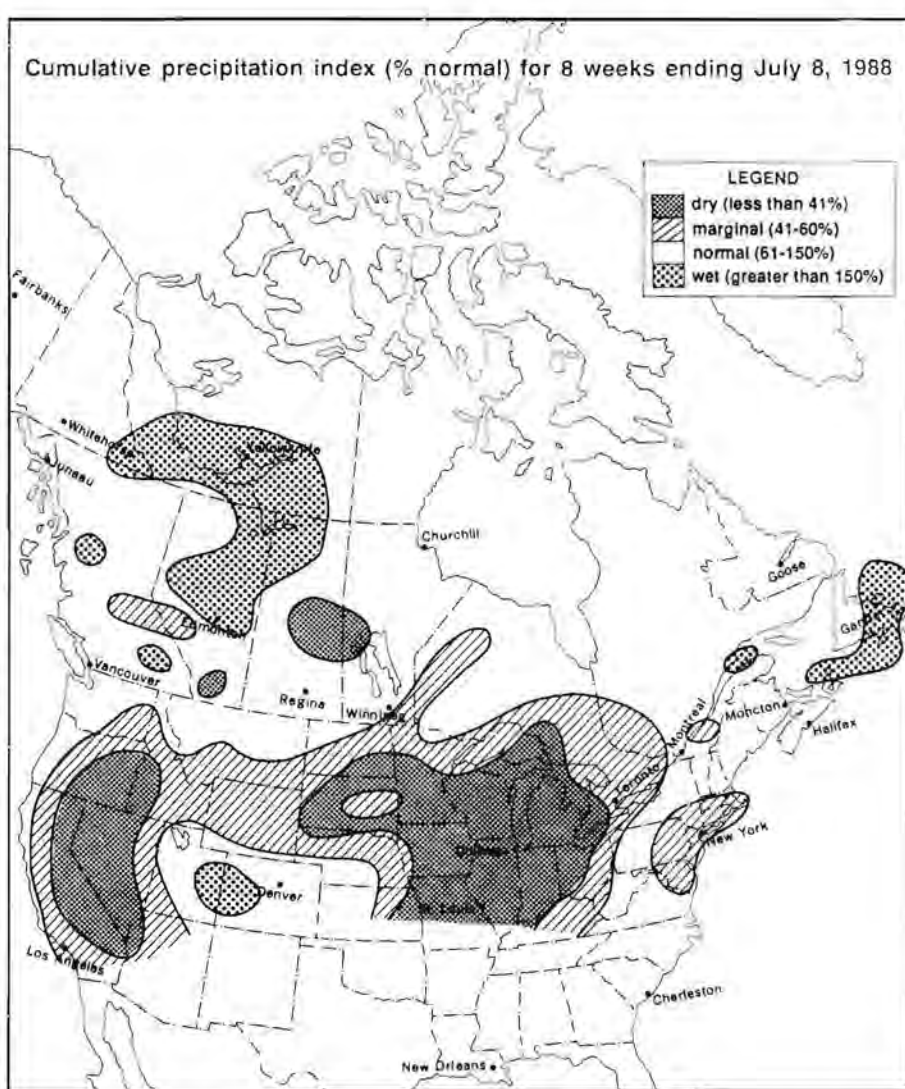 Cumulative precipitation index (% normal) for 8 weeks ending July 8, 1988
LEGEND
dry (less than 41%)
marginal (41-60%)
normal (61-150%)
wet (greater than 150%)
Fairbanks
Whitehorse
Yellowknife
Juneau
Churchill
Goose
Edmonton
Vancouver
Regina
Winnipeg
Montreal
Moncton
Halifax
Toronto
New York
Denver
St. Louis
Los Angeles
Charleston
New Orleans